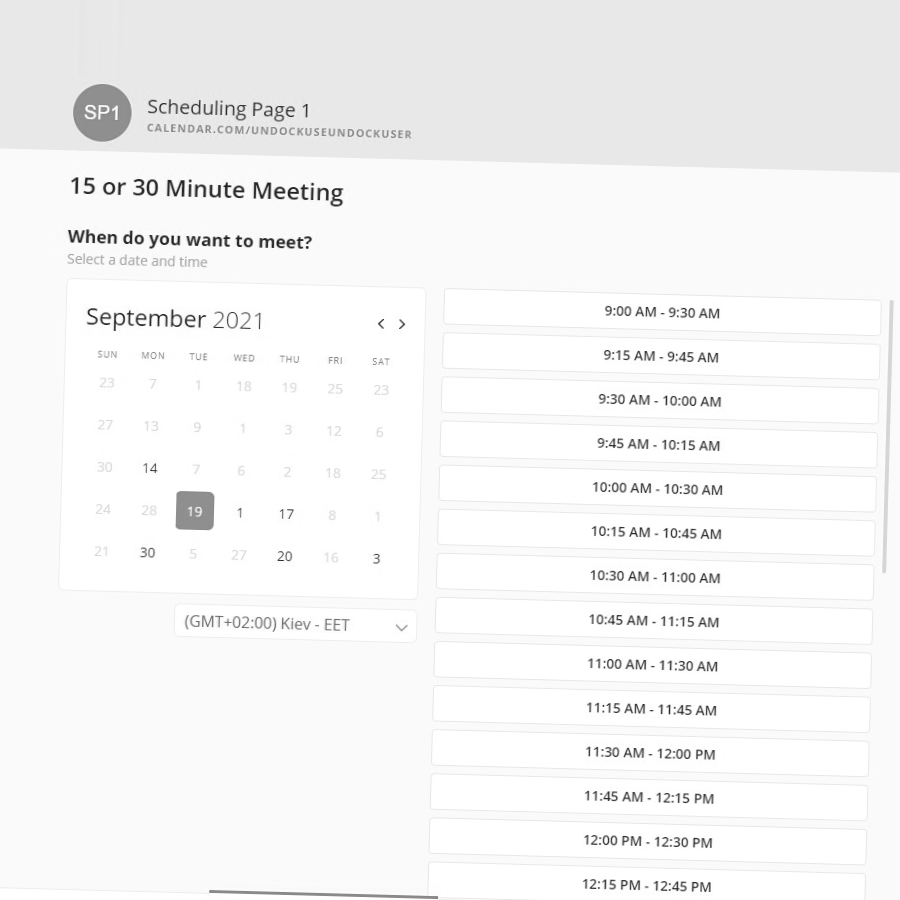 SP1
Scheduling Page 1
CALENDAR.COM/UNDOCKUSEUNDOCKUSER
15 or 30 Minute Meeting
When do you want to meet?
Select a date and time
September 2021
SUN MON TUE WED THU FRI SAT
23 7 1 18 19 25 23
27 13 9 1 3 12 6
30 14 7 6 2 18 25
24 28 19 1 17 8 1
21 30 5 27 20 16 3
(GMT+02:00) Kiev - EET
9:00 AM - 9:30 AM
9:15 AM - 9:45 AM
9:30 AM - 10:00 AM
9:45 AM - 10:15 AM
10:00 AM - 10:30 AM
10:15 AM - 10:45 AM
10:30 AM - 11:00 AM
10:45 AM - 11:15 AM
11:00 AM - 11:30 AM
11:15 AM - 11:45 AM
11:30 AM - 12:00 PM
11:45 AM - 12:15 PM
12:00 PM - 12:30 PM
12:15 PM - 12:45 PM